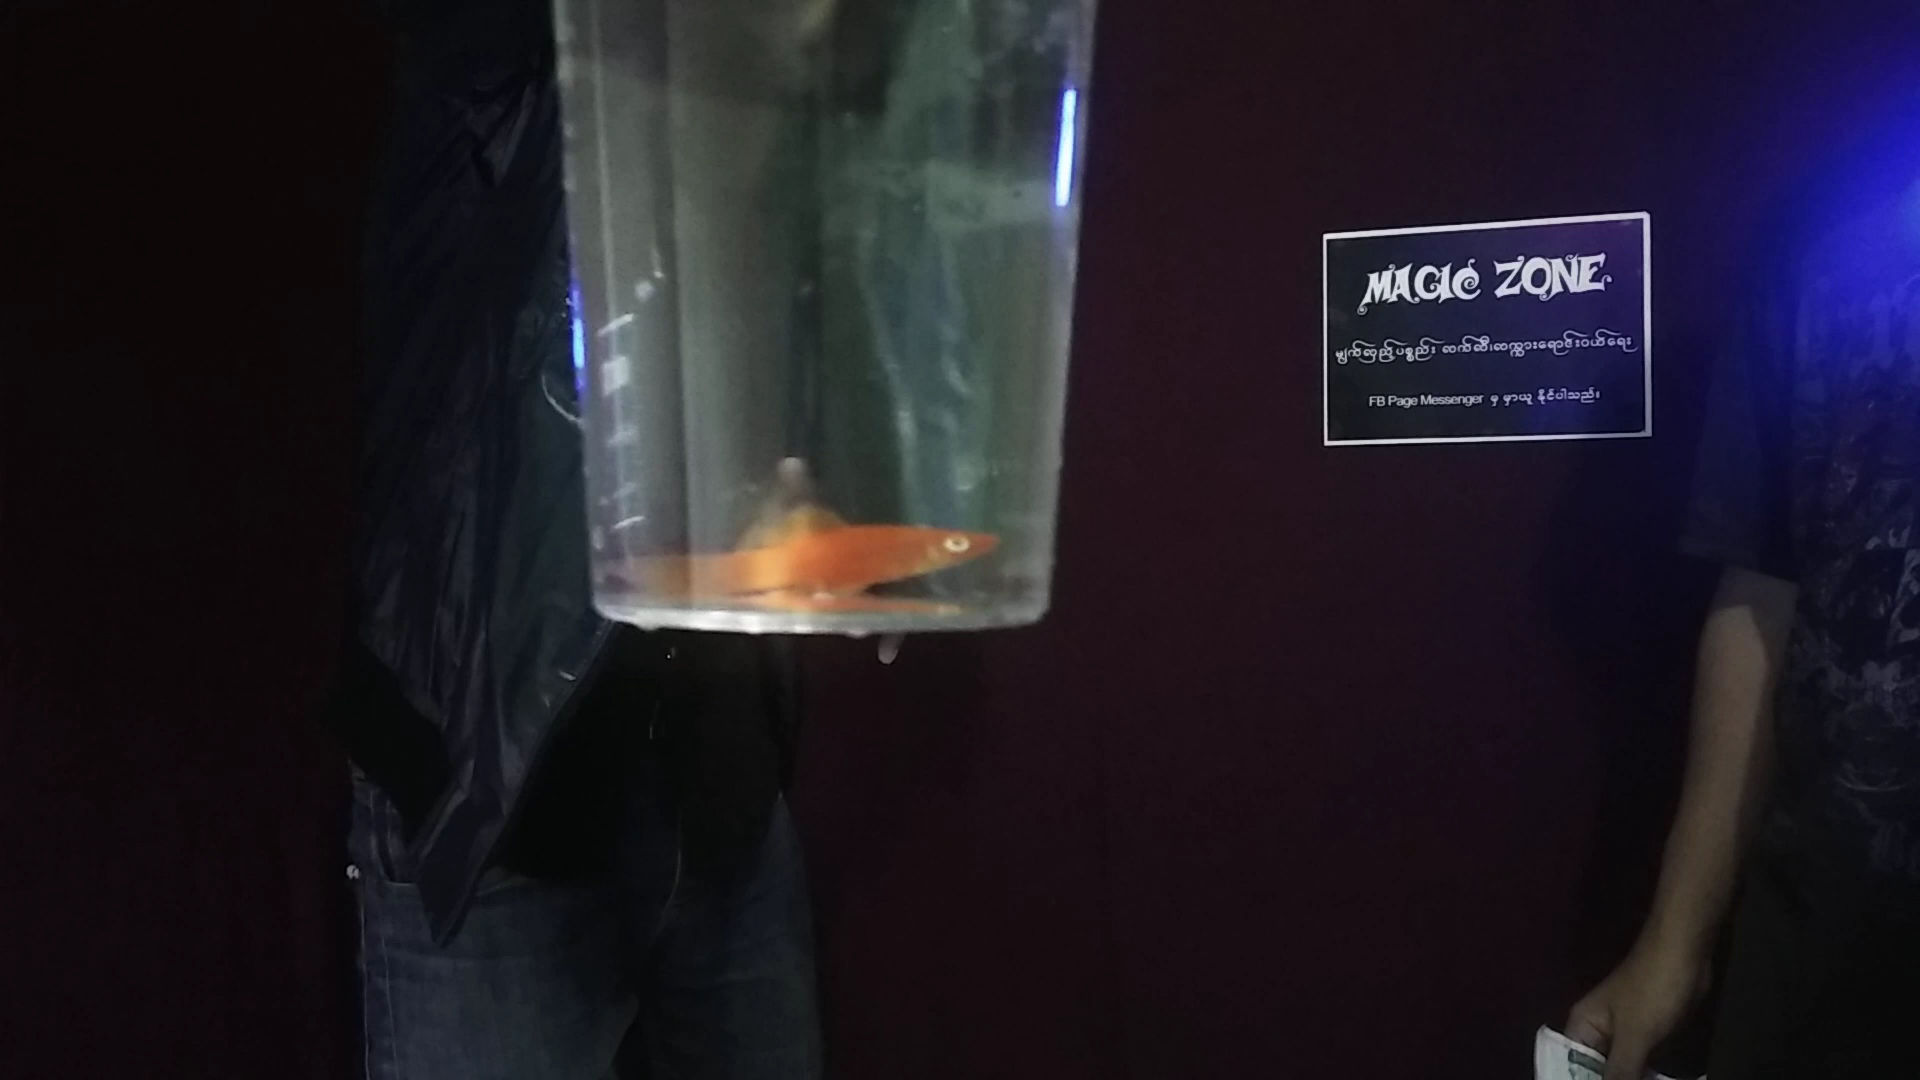 MAGIC ZONE
မျက်လှည့်ပစ္စည်း လက်လီ၊လက္ကားရောင်းဝယ်ရေး
FB Page Messenger မှ မှာယူ နိုင်ပါသည်။